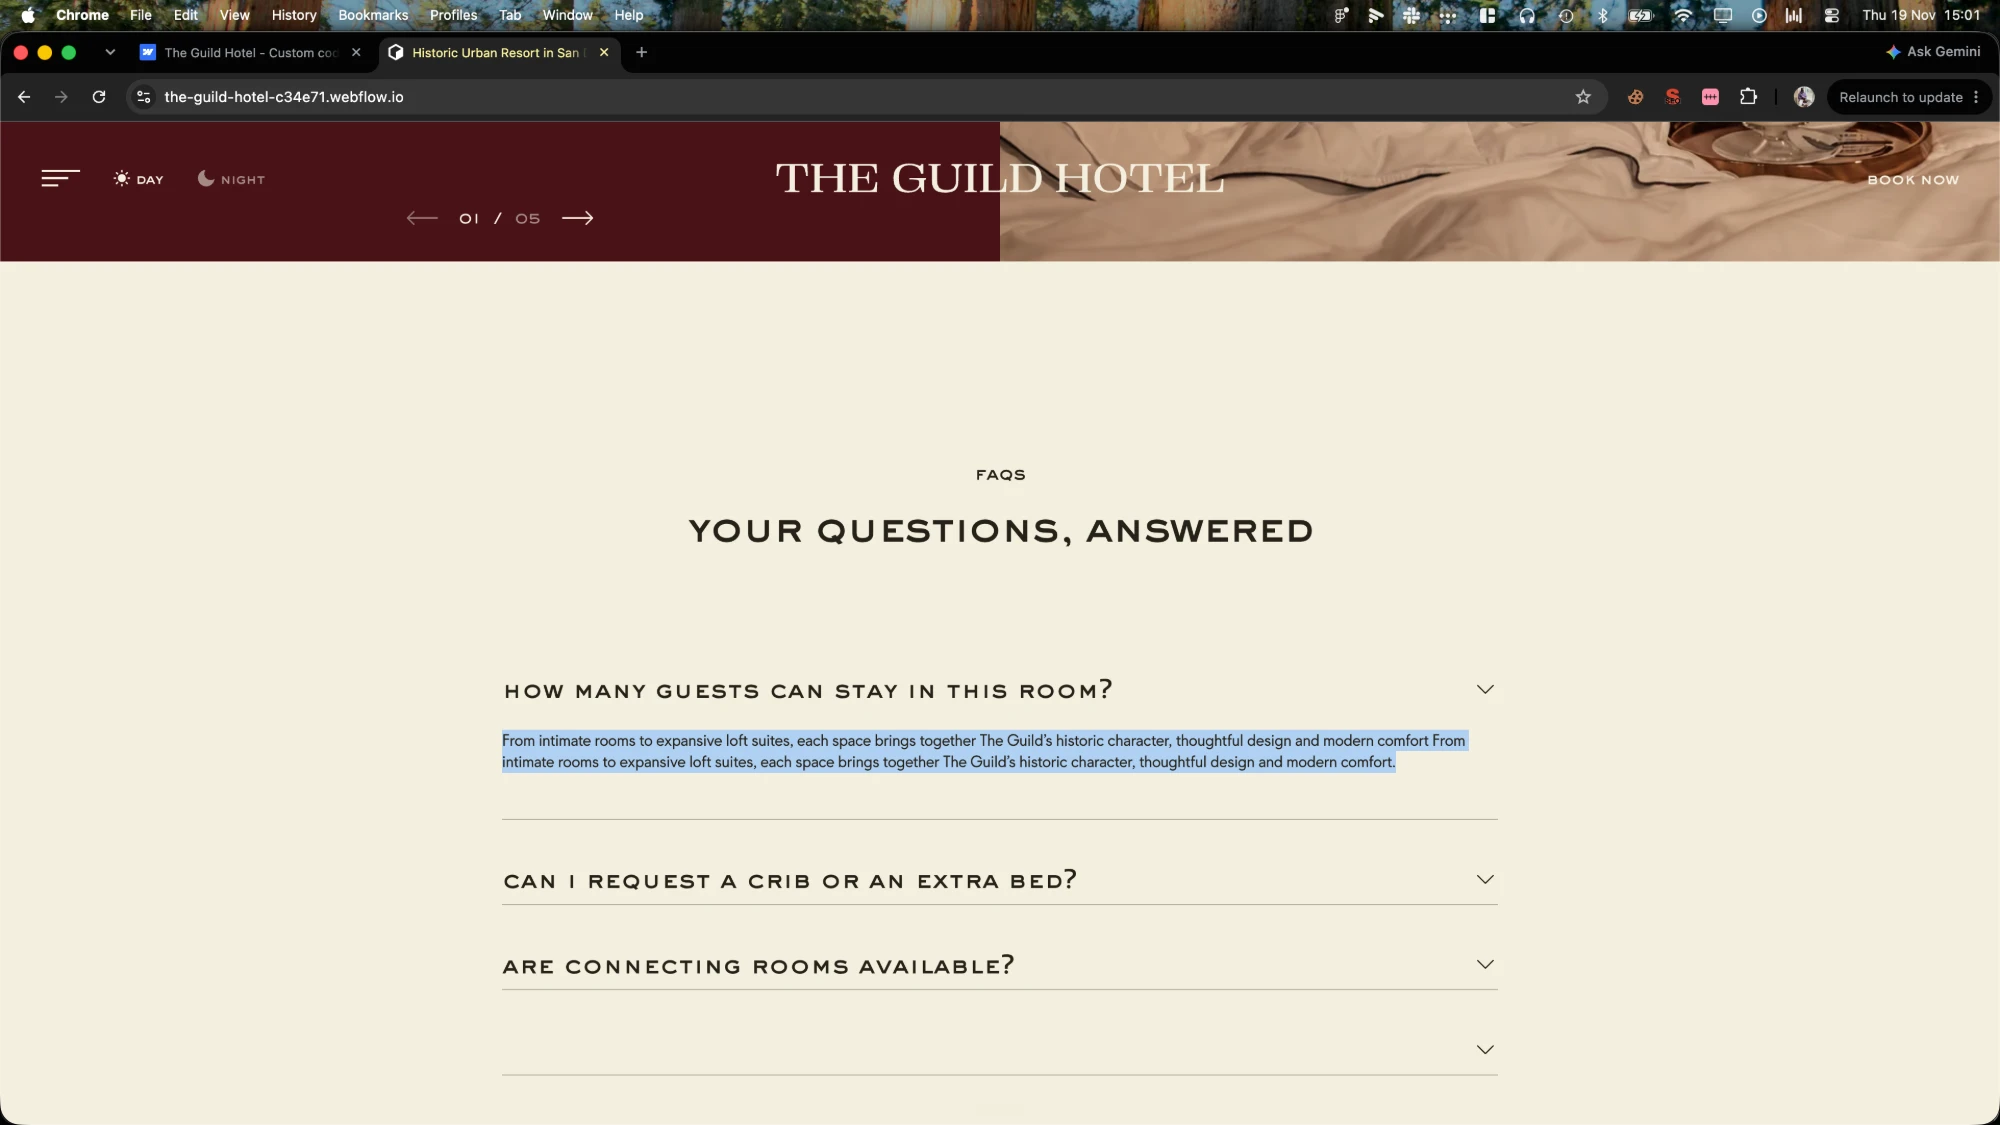 Chrome File Edit View History Bookmarks Profiles Tab Window Help Thu 19 Nov 15:01
The Guild Hotel - Custom co
Historic Urban Resort in San
Ask Gemini
the-guild-hotel-c34e71.webflow.io
Relaunch to update
DAY
NIGHT
THE GUILD HOTEL
BOOK NOW
01 / 05
FAQS
YOUR QUESTIONS, ANSWERED
HOW MANY GUESTS CAN STAY IN THIS ROOM?
From intimate rooms to expansive loft suites, each space brings together The Guild’s historic character, thoughtful design and modern comfort From
intimate rooms to expansive loft suites, each space brings together The Guild’s historic character, thoughtful design and modern comfort.
CAN I REQUEST A CRIB OR AN EXTRA BED?
ARE CONNECTING ROOMS AVAILABLE?